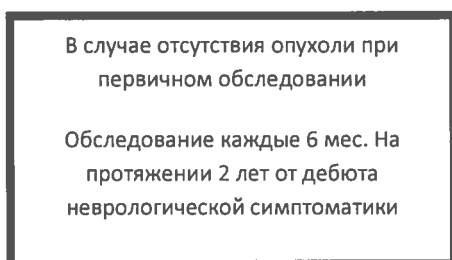 В случае отсутствия опухоли при
первичном обследовании
Обследование каждые 6 мес. На
протяжении 2 лет от дебюта
неврологической симптоматики